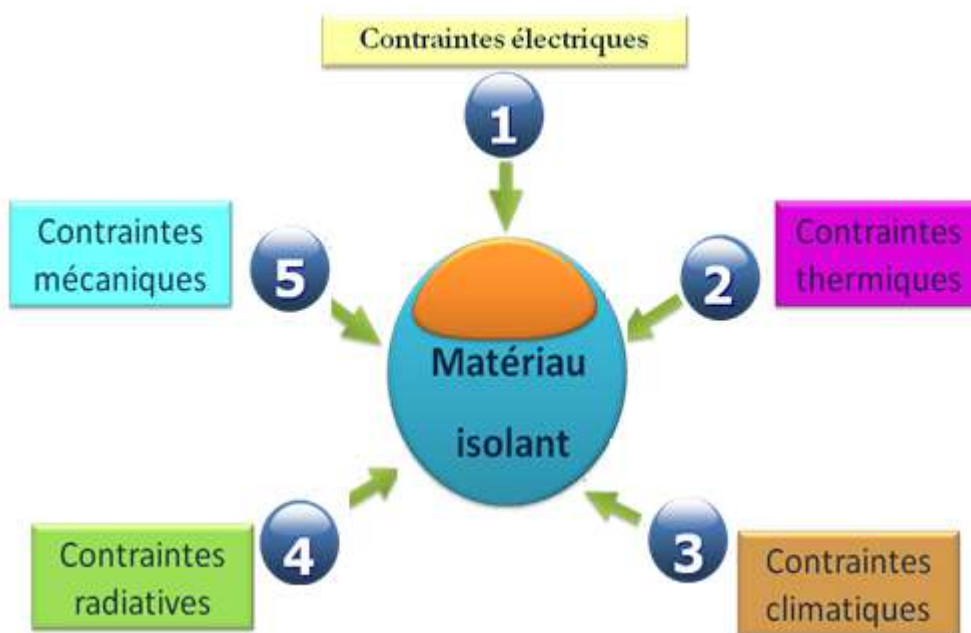 Contraintes électriques
1
Contraintes
mécaniques
5
2
Contraintes
thermiques
Matériau
isolant
Contraintes
radiatives
4
3
Contraintes
climatiques